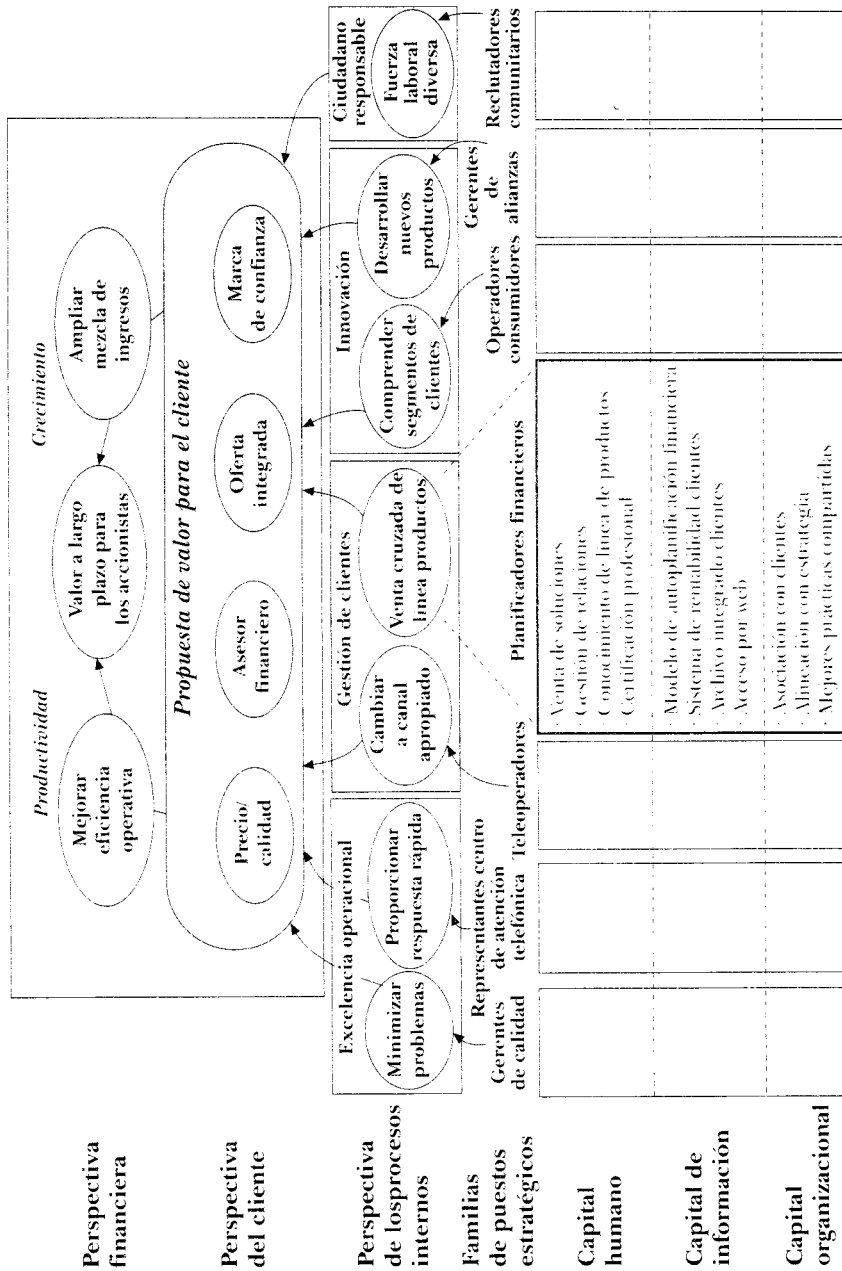 Perspectiva
financiera
Productividad
Crecimiento
Mejorar
eficiencia
operativa
Valor a largo
plazo para
los accionistas
Ampliar
mezcla de
ingresos
Perspectiva
del cliente
Propuesta de valor para el cliente
Precio/
calidad
Asesor
financiero
Oferta
integrada
Marca
de confianza
Perspectiva
de losprocesos
internos
Excelencia operacional
Minimizar
problemas
Proporcionar
respuesta rapida
Gestión de clientes
Cambiar
a canal
apropiado
Venta cruzada de
línea productos
Innovación
Comprender
segmentos de
clientes
Desarrollar
nuevos
productos
Ciudadano
responsable
Fuerza
laboral
diversa
Familias
de puestos
estratégicos
Gerentes
de calidad
Representantes centro
de atención
telefónica
Teleoperadores
Planificadores financieros
Operadores
consumidores
Gerentes
de
alianzas
Reclutadores
comunitarios
Capital
humano
· Venta de soluciones
· Gestión de relaciones
Conocimiento de línea de productos
Certificación profesional
Capital de
información
Modelo de autoplanificación financiera
Sistema de rentabilidad clientes
· Archivo integrado clientes
· Acceso por web
Capital
organizacional
· Asociación con clientes
· Alineación con estrategia
· Mejores prácticas compartidas